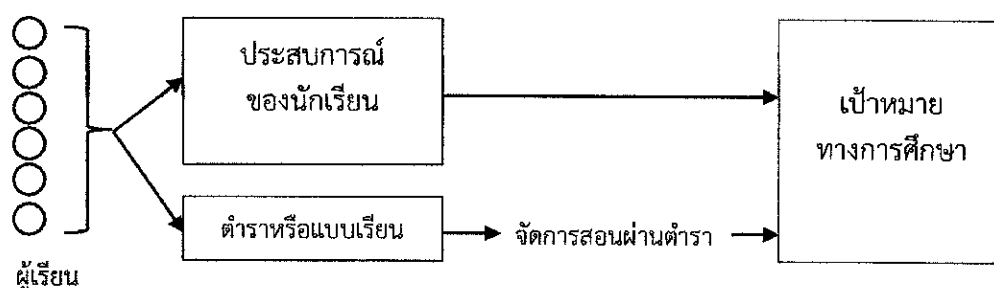 ประสบการณ์
ของนักเรียน
เป้าหมาย
ทางการศึกษา
ตำราหรือแบบเรียน
จัดการสอนผ่านตำรา
ผู้เรียน